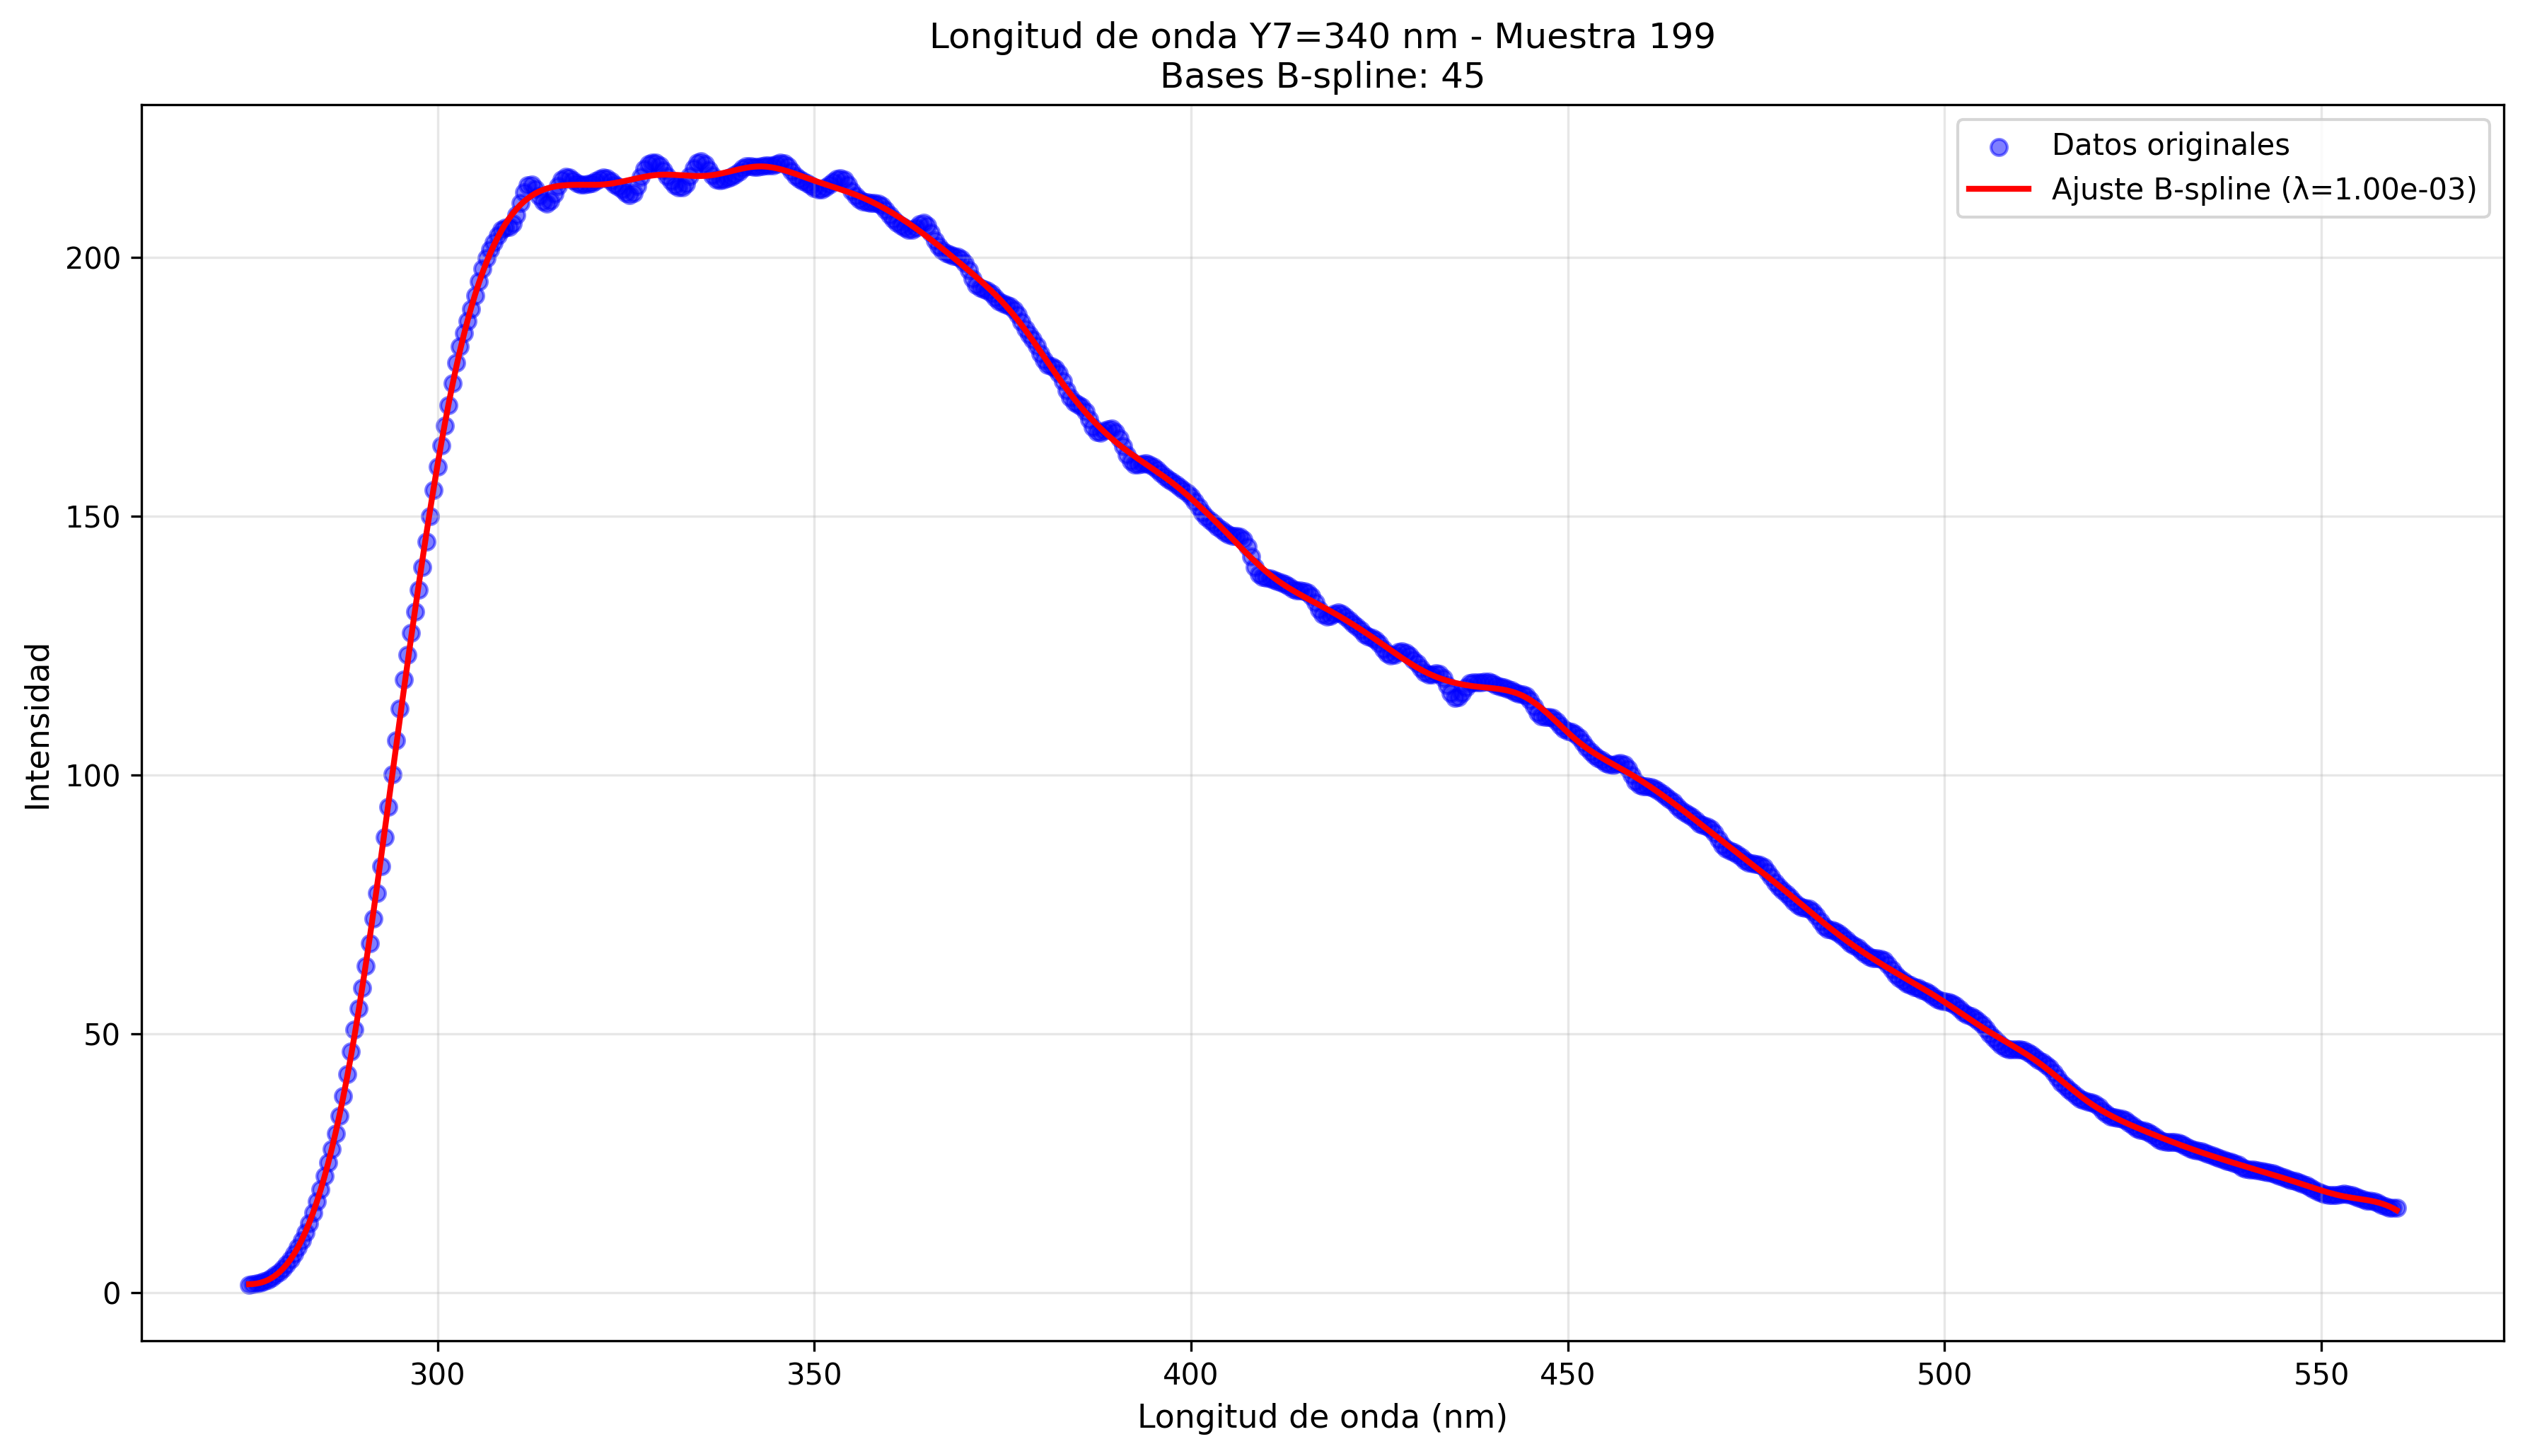 Longitud de onda Y7=340 nm - Muestra 199
Bases B-spline: 45
Datos originales
Ajuste B-spline (λ=1.00e-03)
Intensidad
200
150
100
50
0
300 350 400 450 500 550
Longitud de onda (nm)